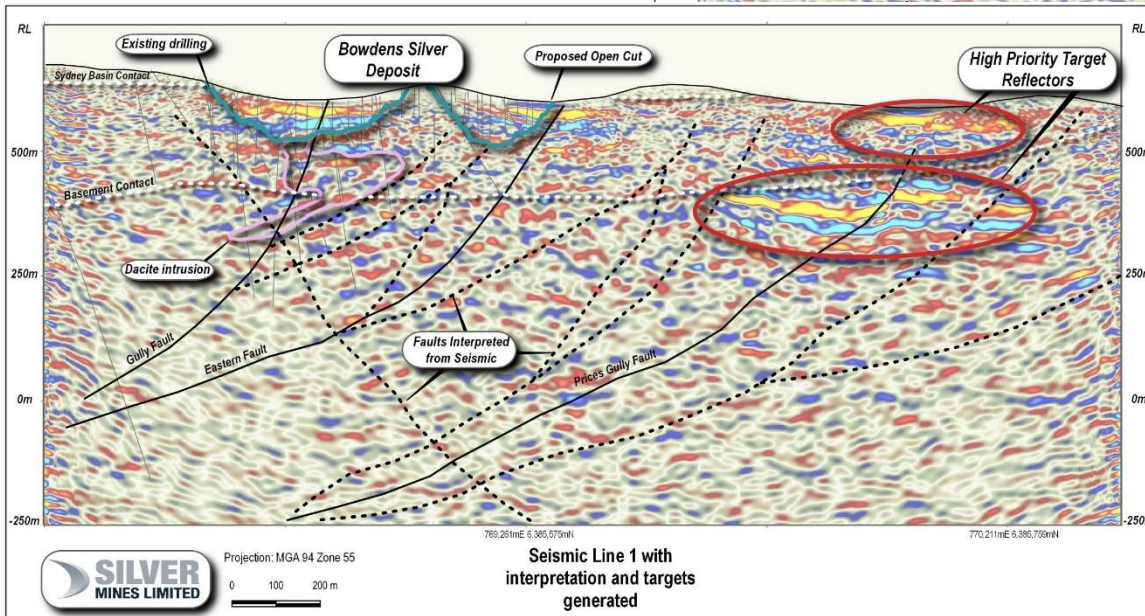 RL
RL
Existing drilling
Bowdens Silver
Deposit
Proposed Open Cut
High Priority Target
Reflectors
Sydney Basin Contact
500m
500m
Basement Contact
250m
250m
Dacite intrusion
Gully Fault
Eastern Fault
Faults Interpreted
from Seismic
Prices Gully Fault
0m
0m
-250m
-250m
769,261mE 6,385,575mN
770,211mE 6,385,759mN
SILVER
MINES LIMITED
Projection: MGA 94 Zone 55
0 100 200 m
Seismic Line 1 with
interpretation and targets
generated